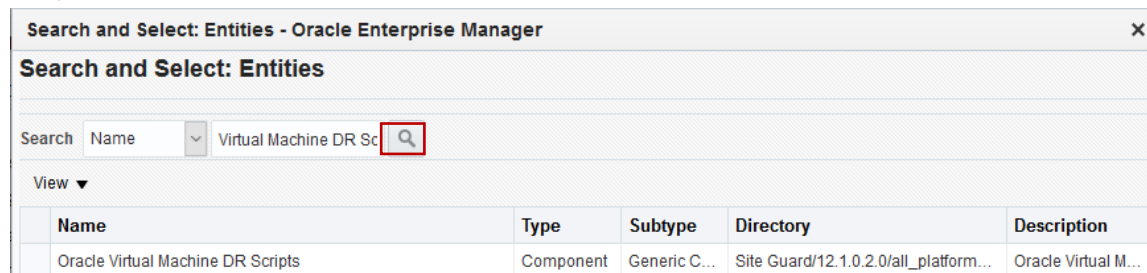 Search and Select: Entities - Oracle Enterprise Manager
Search and Select: Entities
Search Name Virtual Machine DR Sc
View
Name Type Subtype Directory Description
Oracle Virtual Machine DR Scripts Component Generic C... Site Guard/12.1.0.2.0/all_platform... Oracle Virtual M...